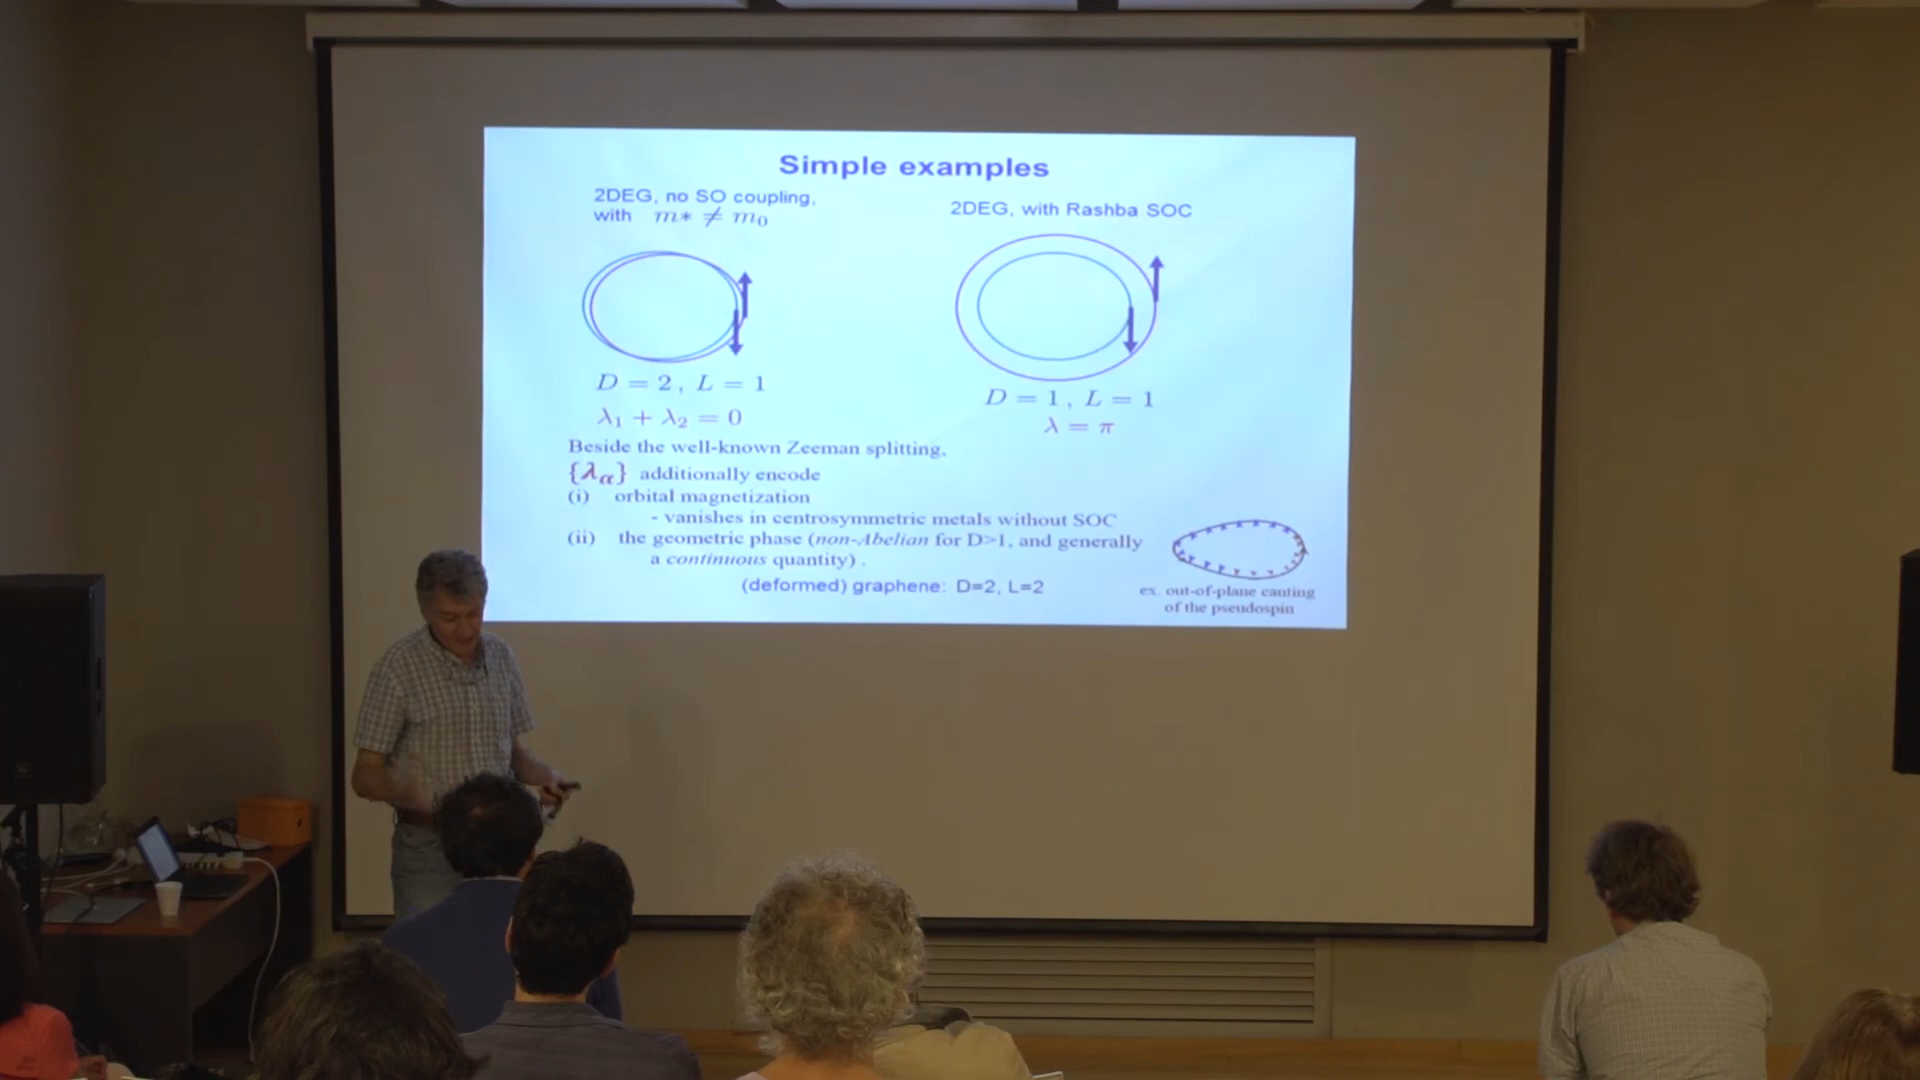 Simple examples
2DEG, no SO coupling,
with m* ≠ m₀
2DEG, with Rashba SOC
D = 2, L = 1
λ₁ + λ₂ = 0
D = 1, L = 1
λ = π
Beside the well-known Zeeman splitting,
{λα} additionally encode
(i) orbital magnetization
- vanishes in centrosymmetric metals without SOC
(ii) the geometric phase (non-Abelian for D>1, and generally
a continuous quantity) .
(deformed) graphene: D=2, L=2
ex. out-of-plane canting
of the pseudospin